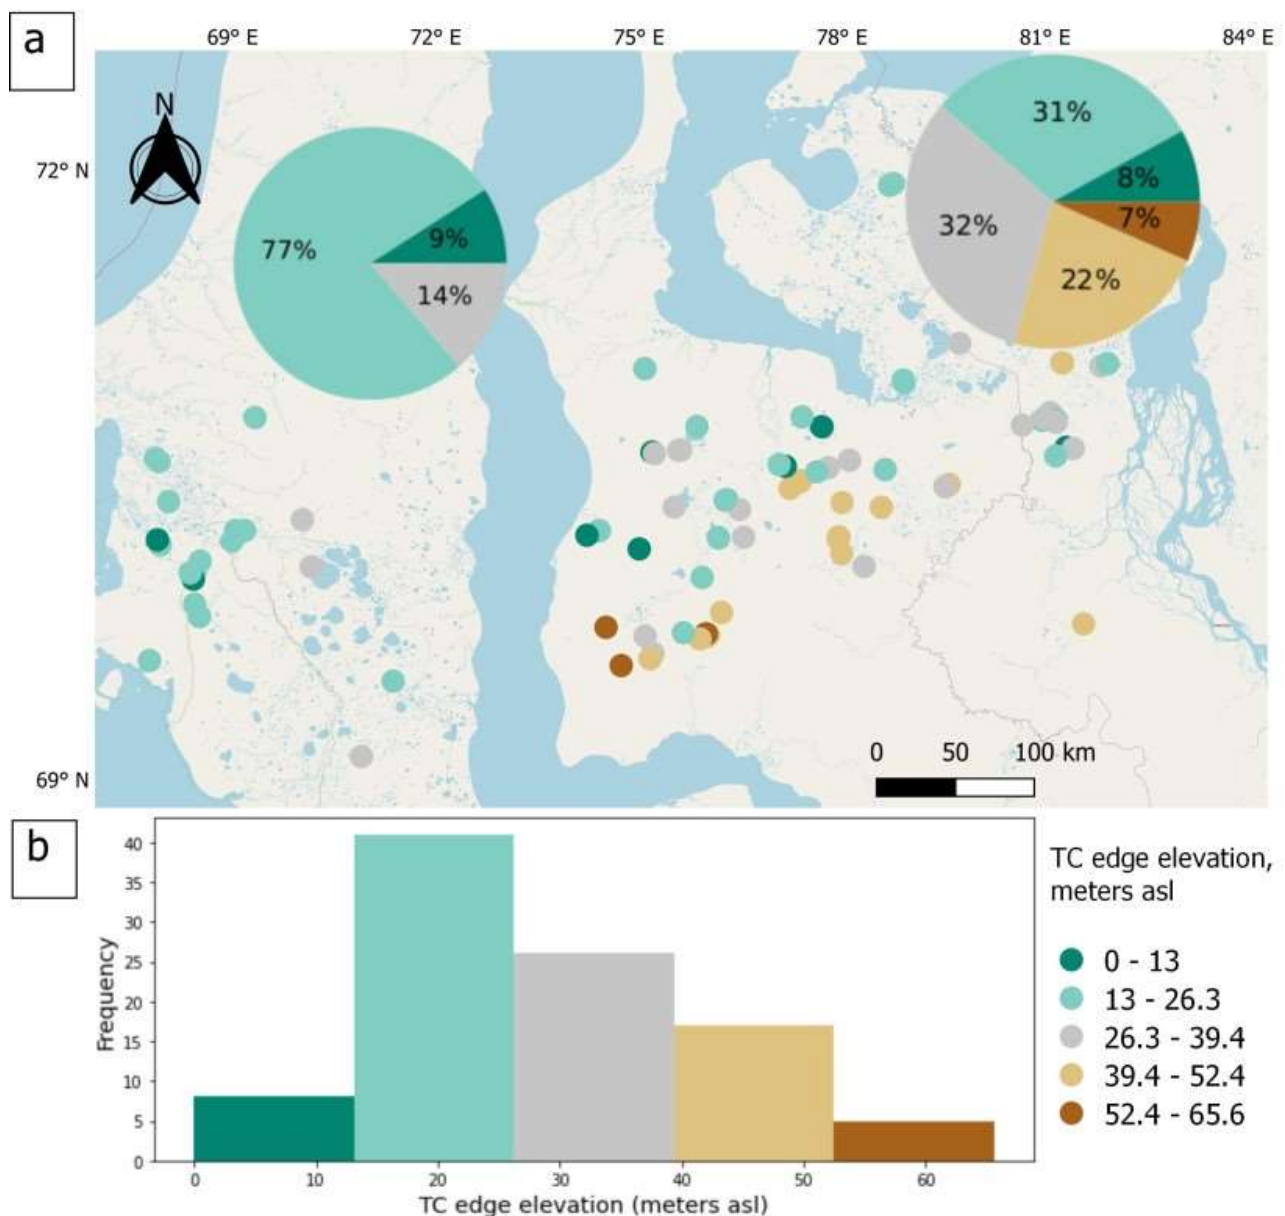 a
69° E 72° E 75° E 78° E 81° E 84° E
N
72° N
69° N
77%
9%
14%
31%
8%
32%
7%
22%
0 50 100 km
b
40
35
30
25
20
15
10
5
0
Frequency
0 10 20 30 40 50 60
TC edge elevation (meters asl)
TC edge elevation,
meters asl
0 - 13
13 - 26.3
26.3 - 39.4
39.4 - 52.4
52.4 - 65.6